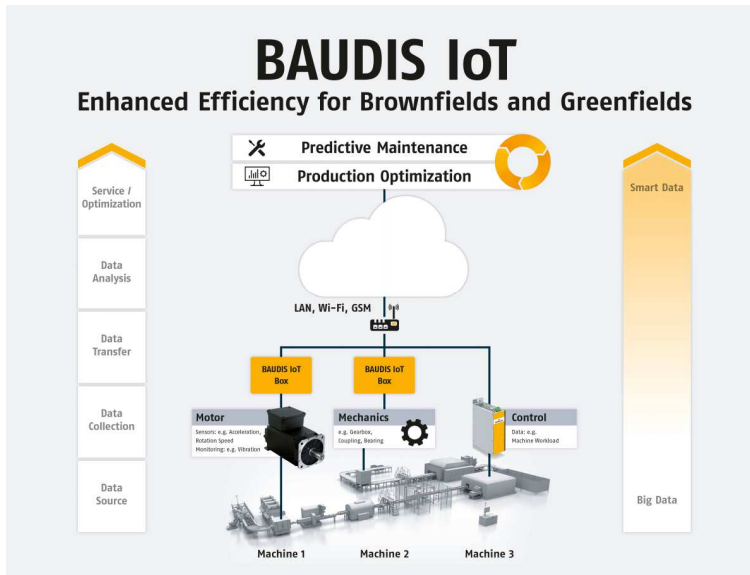 BAUDIS IoT
Enhanced Efficiency for Brownfields and Greenfields
Predictive Maintenance
Production Optimization
Service /
Optimization
Data
Analysis
Data
Transfer
Data
Collection
Data
Source
LAN, Wi-Fi, GSM
BAUDIS IoT
Box
BAUDIS IoT
Box
Motor
Sensors: e.g. Acceleration,
Rotation Speed
Monitoring: e.g. Vibration
Mechanics
e.g. Gearbox,
Coupling, Bearing
Control
Data: e.g.
Machine Workload
Machine 1
Machine 2
Machine 3
Smart Data
Big Data